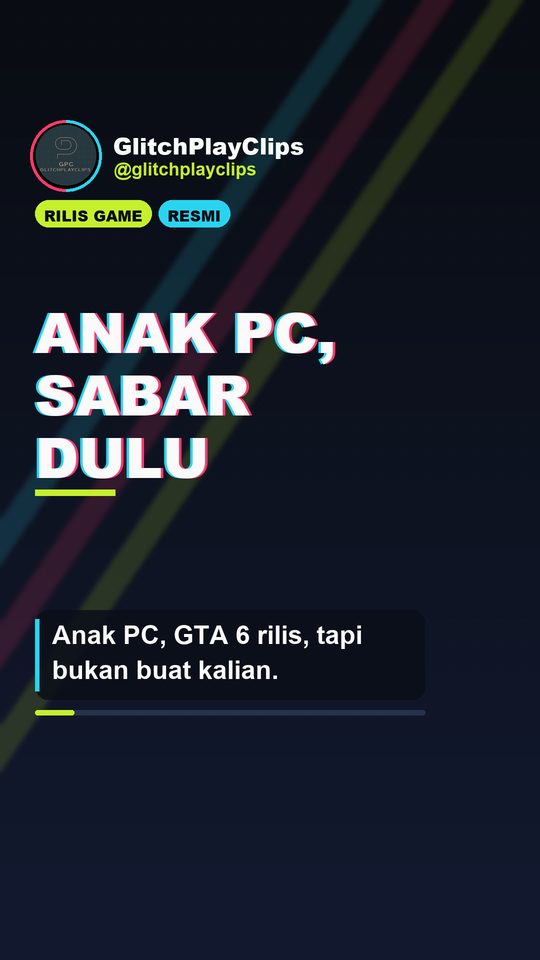 GPC
GLITCHPLAYCLIPS
GlitchPlayClips
@glitchplayclips
RILIS GAME RESMI
ANAK PC,
SABAR
DULU
Anak PC, GTA 6 rilis, tapi
bukan buat kalian.